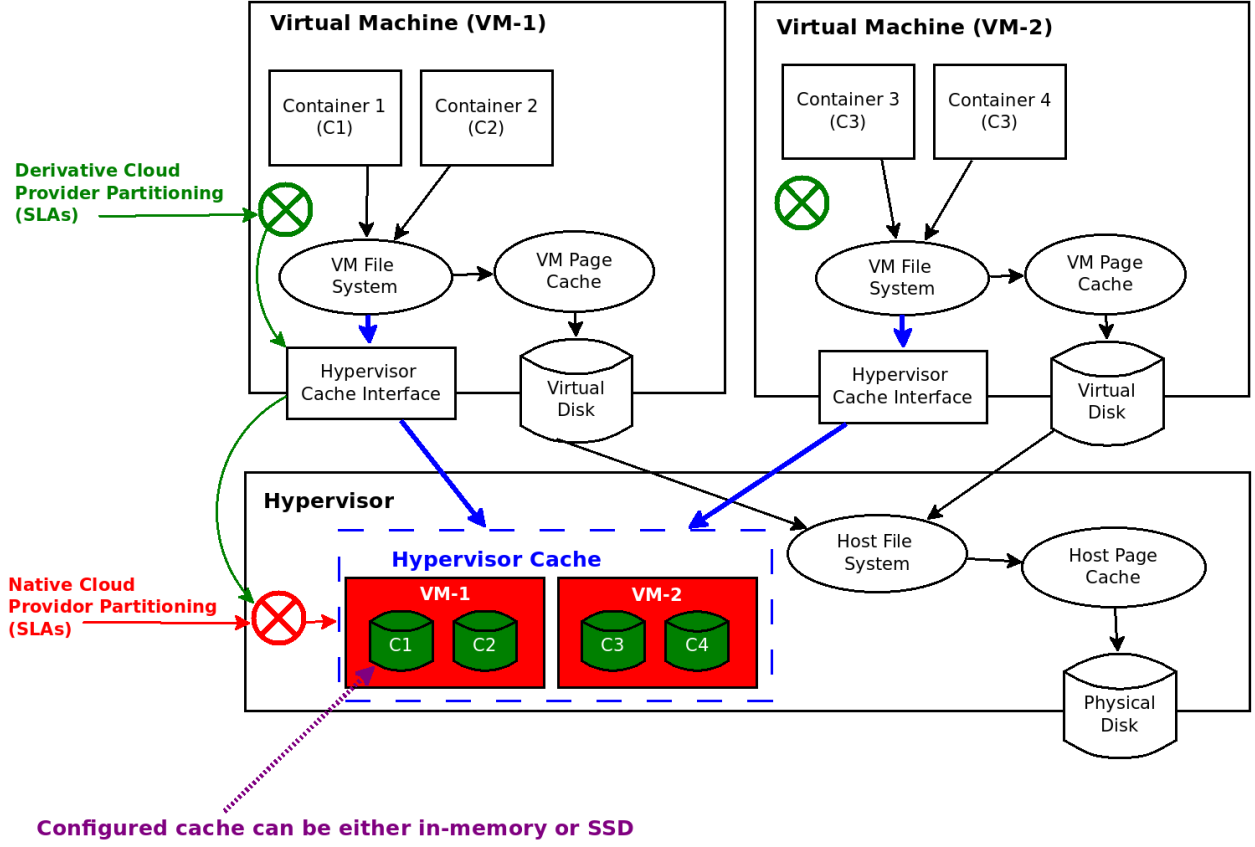 Virtual Machine (VM-1)
Virtual Machine (VM-2)
Container 1
(C1)
Container 2
(C2)
Container 3
(C3)
Container 4
(C3)
Derivative Cloud
Provider Partitioning
(SLAs)
VM File
System
VM Page
Cache
VM File
System
VM Page
Cache
Hypervisor
Cache Interface
Virtual
Disk
Hypervisor
Cache Interface
Virtual
Disk
Hypervisor
Host File
System
Host Page
Cache
Hypervisor Cache
Native Cloud
Providor Partitioning
(SLAs)
VM-1
VM-2
C1
C2
C3
C4
Physical
Disk
Configured cache can be either in-memory or SSD